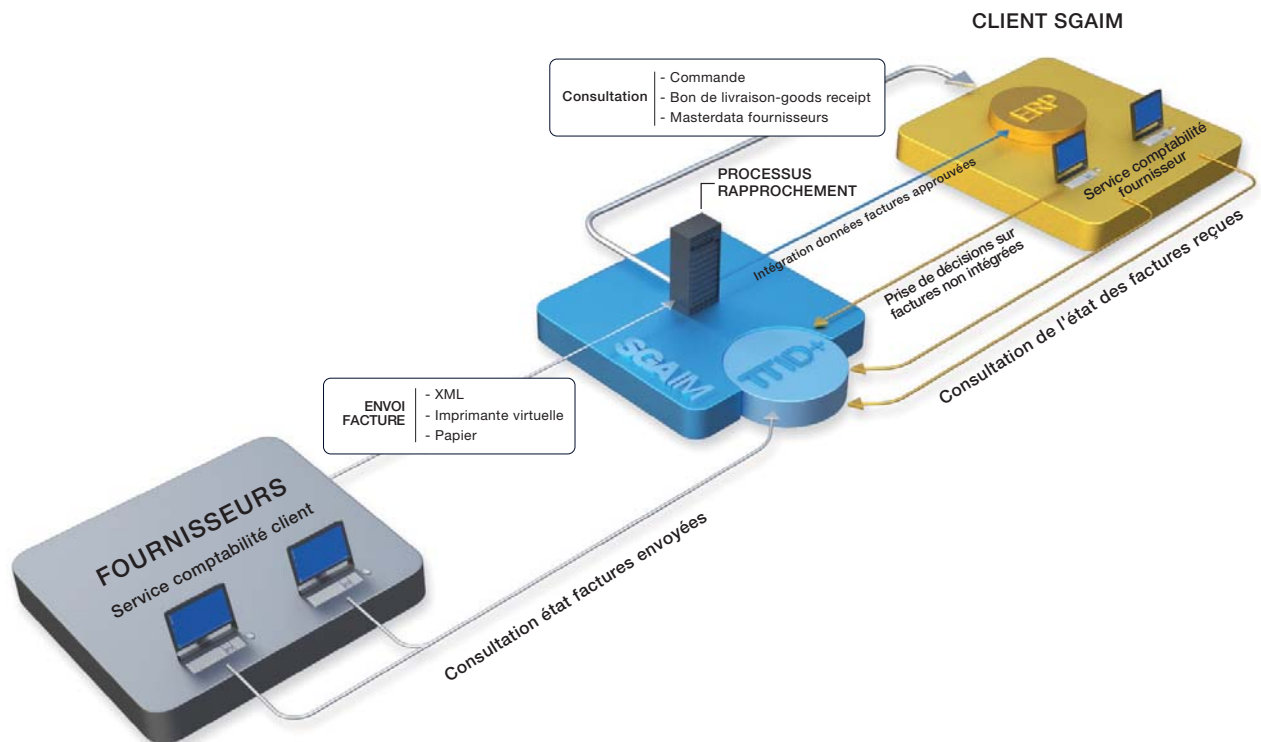 CLIENT SGAIM
Consultation
- Commande
- Bon de livraison-goods receipt
- Masterdata fournisseurs
ERP
Service comptabilité
fournisseur
PROCESSUS
RAPPROCHEMENT
Intégration données factures approuvées
Prise de décisions sur
factures non intégrées
Consultation de l'état des factures reçues
SGAIM
ENVOI
FACTURE
- XML
- Imprimante virtuelle
- Papier
FOURNISSEURS
Service comptabilité client
Consultation état factures envoyées